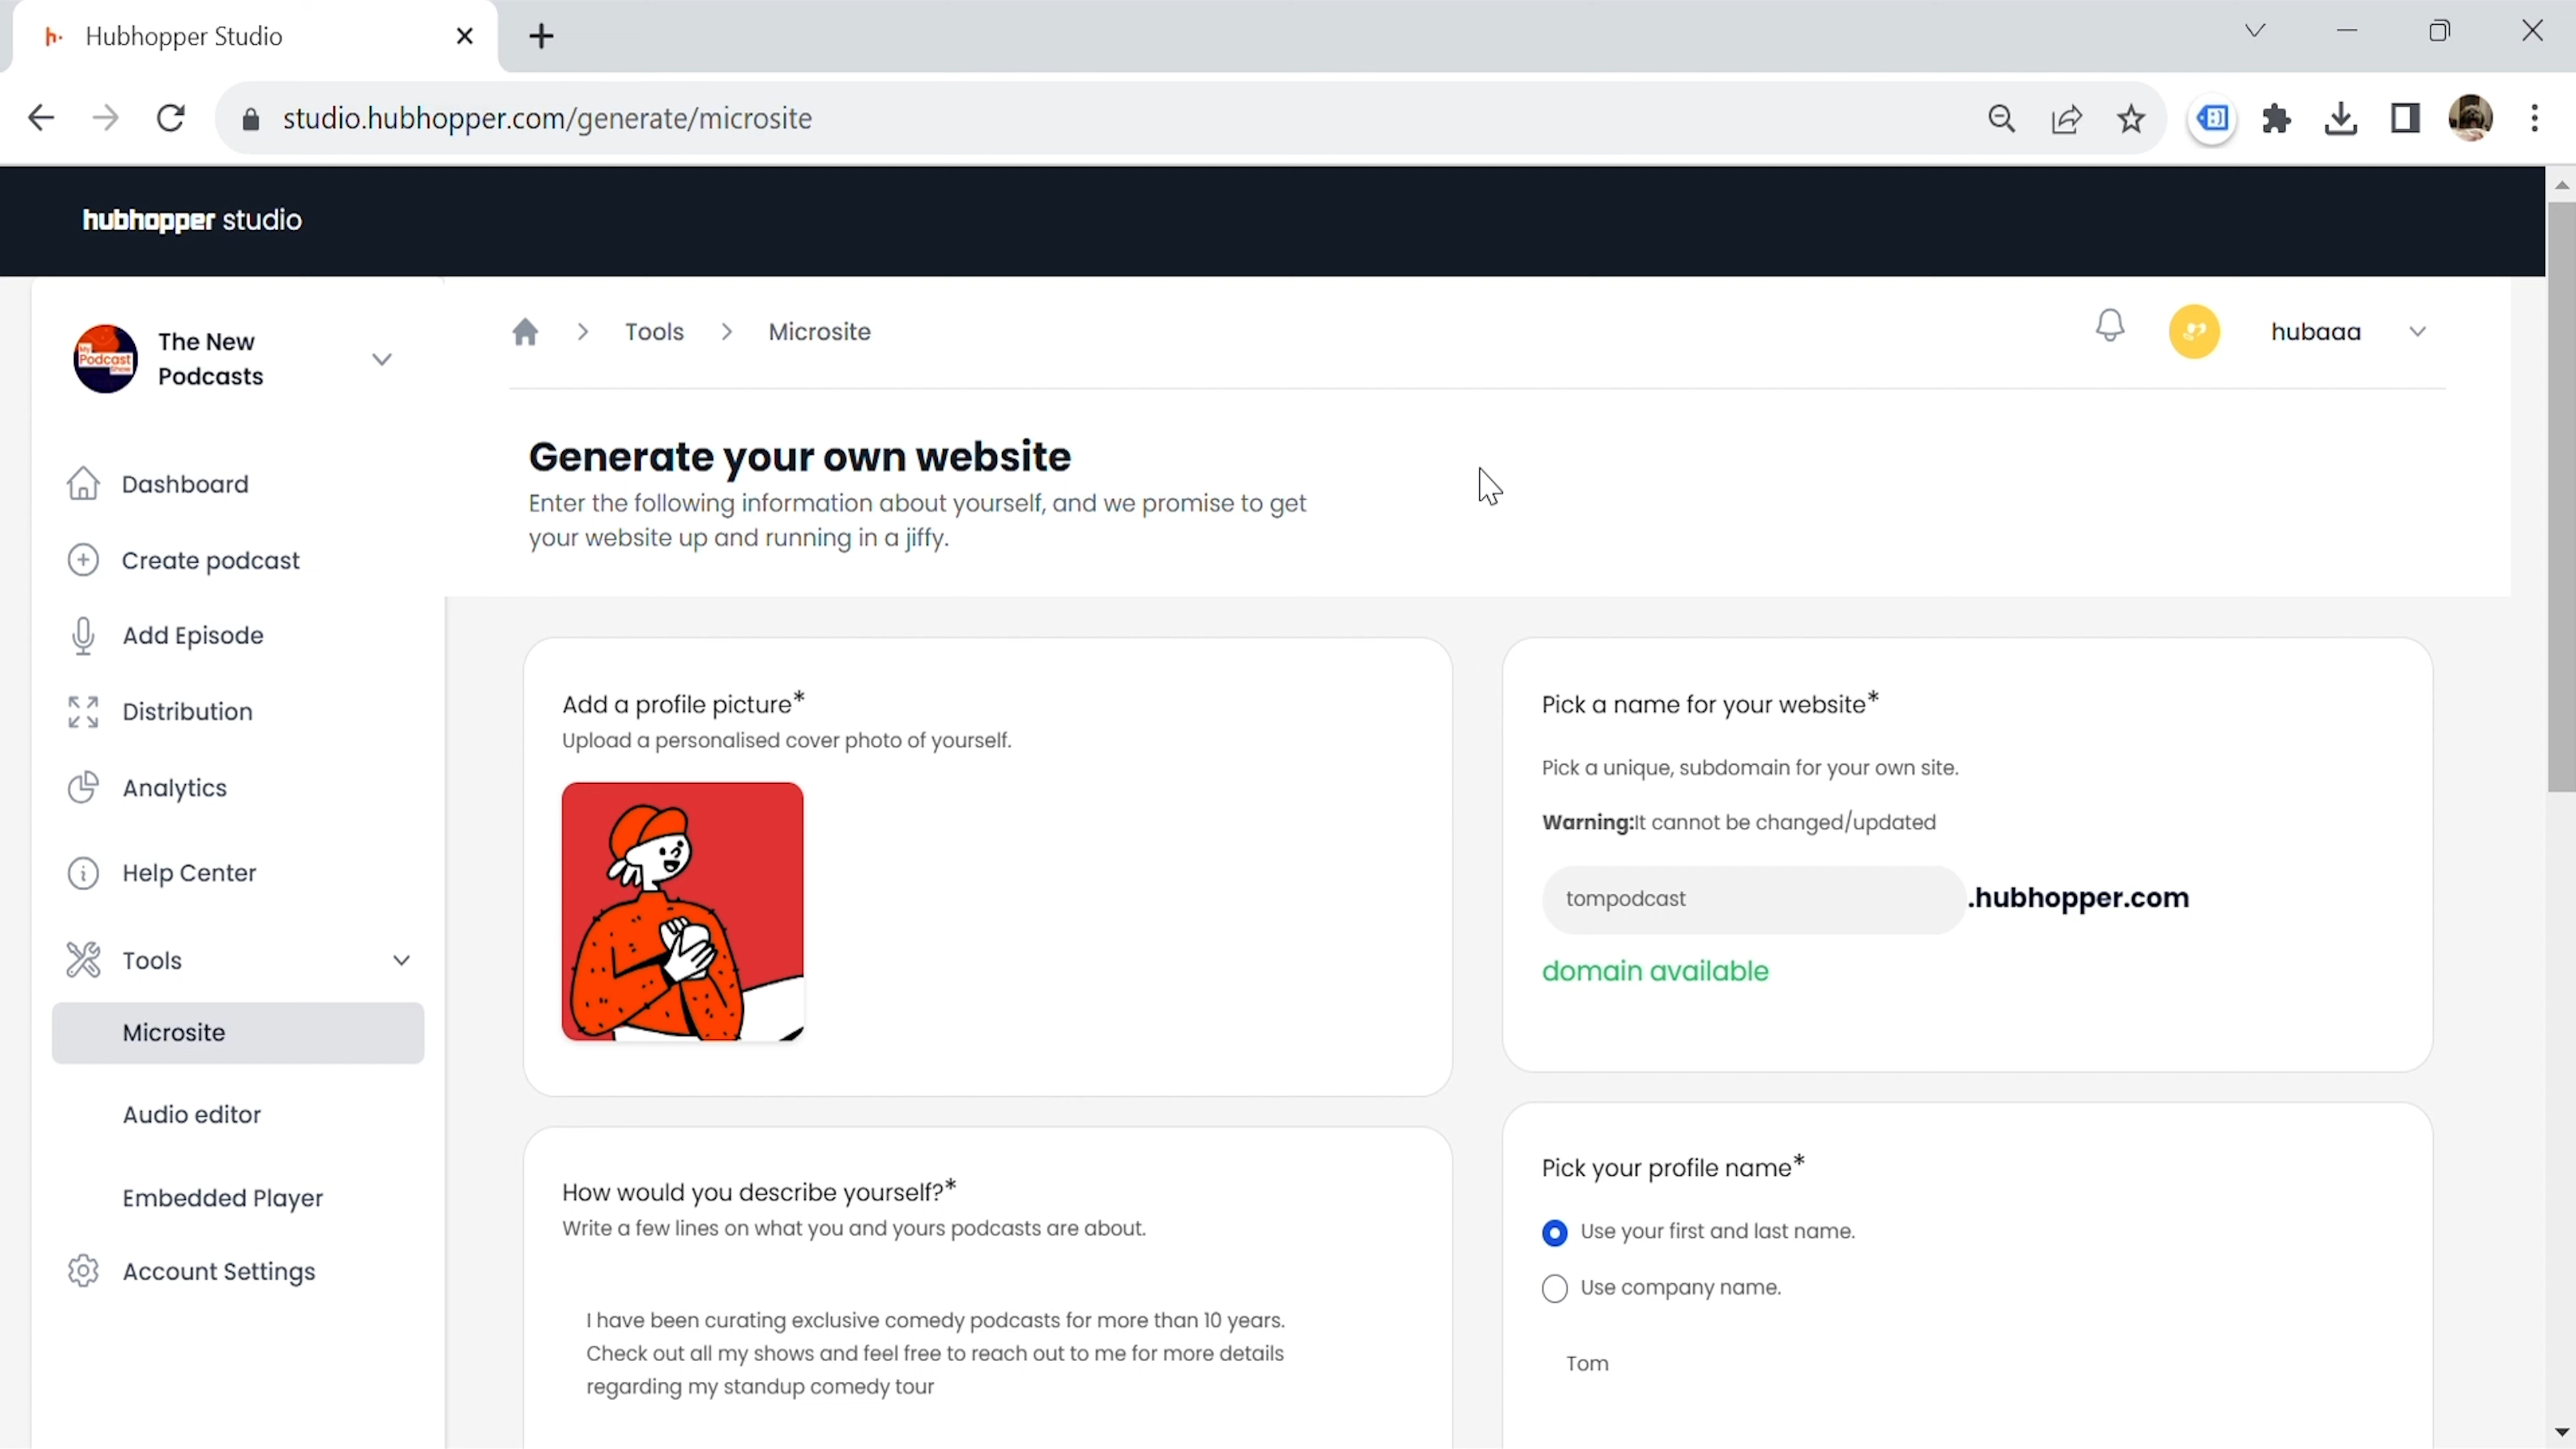 Hubhopper Studio
studio.hubhopper.com/generate/microsite
hubhopper studio
My
Podcast
Show
The New
Podcasts
Dashboard
Create podcast
Add Episode
Distribution
Analytics
Help Center
Tools
Microsite
Audio editor
Embedded Player
Account Settings
Tools
Microsite
hubaaa
Generate your own website
Enter the following information about yourself, and we promise to get
your website up and running in a jiffy.
Add a profile picture*
Upload a personalised cover photo of yourself.
How would you describe yourself?*
Write a few lines on what you and yours podcasts are about.
I have been curating exclusive comedy podcasts for more than 10 years.
Check out all my shows and feel free to reach out to me for more details
regarding my standup comedy tour
Pick a name for your website*
Pick a unique, subdomain for your own site.
Warning:It cannot be changed/updated
tompodcast .hubhopper.com
domain available
Pick your profile name*
Use your first and last name.
Use company name.
Tom